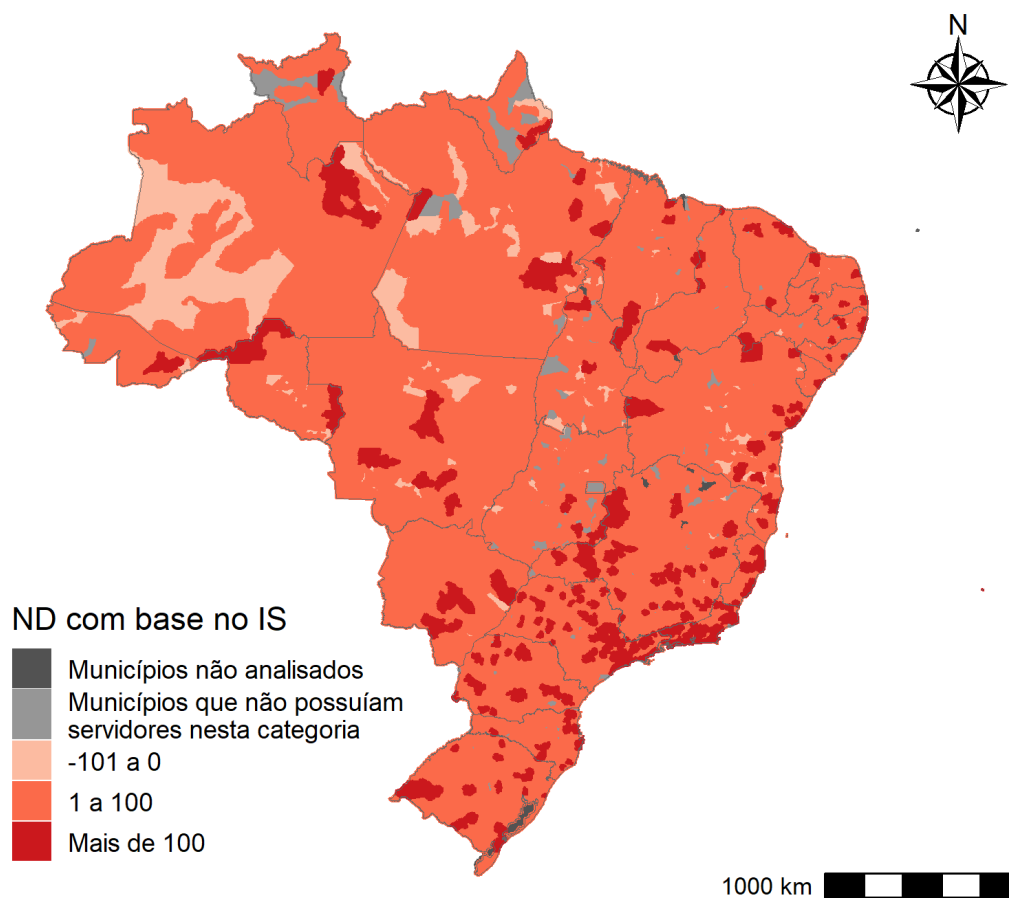 N
ND com base no IS
Municípios não analisados
Municípios que não possuíam
servidores nesta categoria
-101 a 0
1 a 100
Mais de 100
1000 km